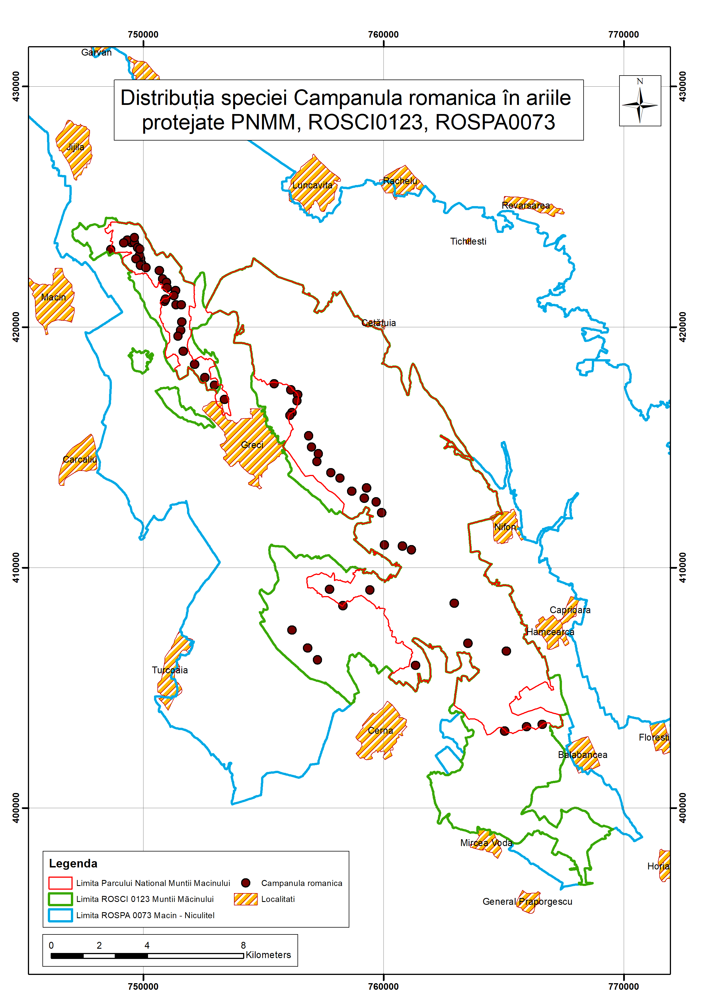 750000
760000
770000
Garvan
430000
430000
N
Distribuția speciei Campanula romanica în ariile
protejate PNMM, ROSCI0123, ROSPA0073
Jijila
Luncavita
Rachelu
Revarsarea
Tichilesti
Macin
Cetățuia
420000
420000
Greci
Carcaliu
Nifon
410000
410000
Caprioara
Hamcearca
Turcoaia
Cerna
Floresti
Balabancea
400000
400000
Mircea Voda
Horia
General Praporgescu
Legenda
Limita Parcului National Muntii Macinului
Campanula romanica
Limita ROSCI 0123 Muntii Măcinului
Localitati
Limita ROSPA 0073 Macin - Niculitel
0 2 4 8
Kilometers
750000
760000
770000